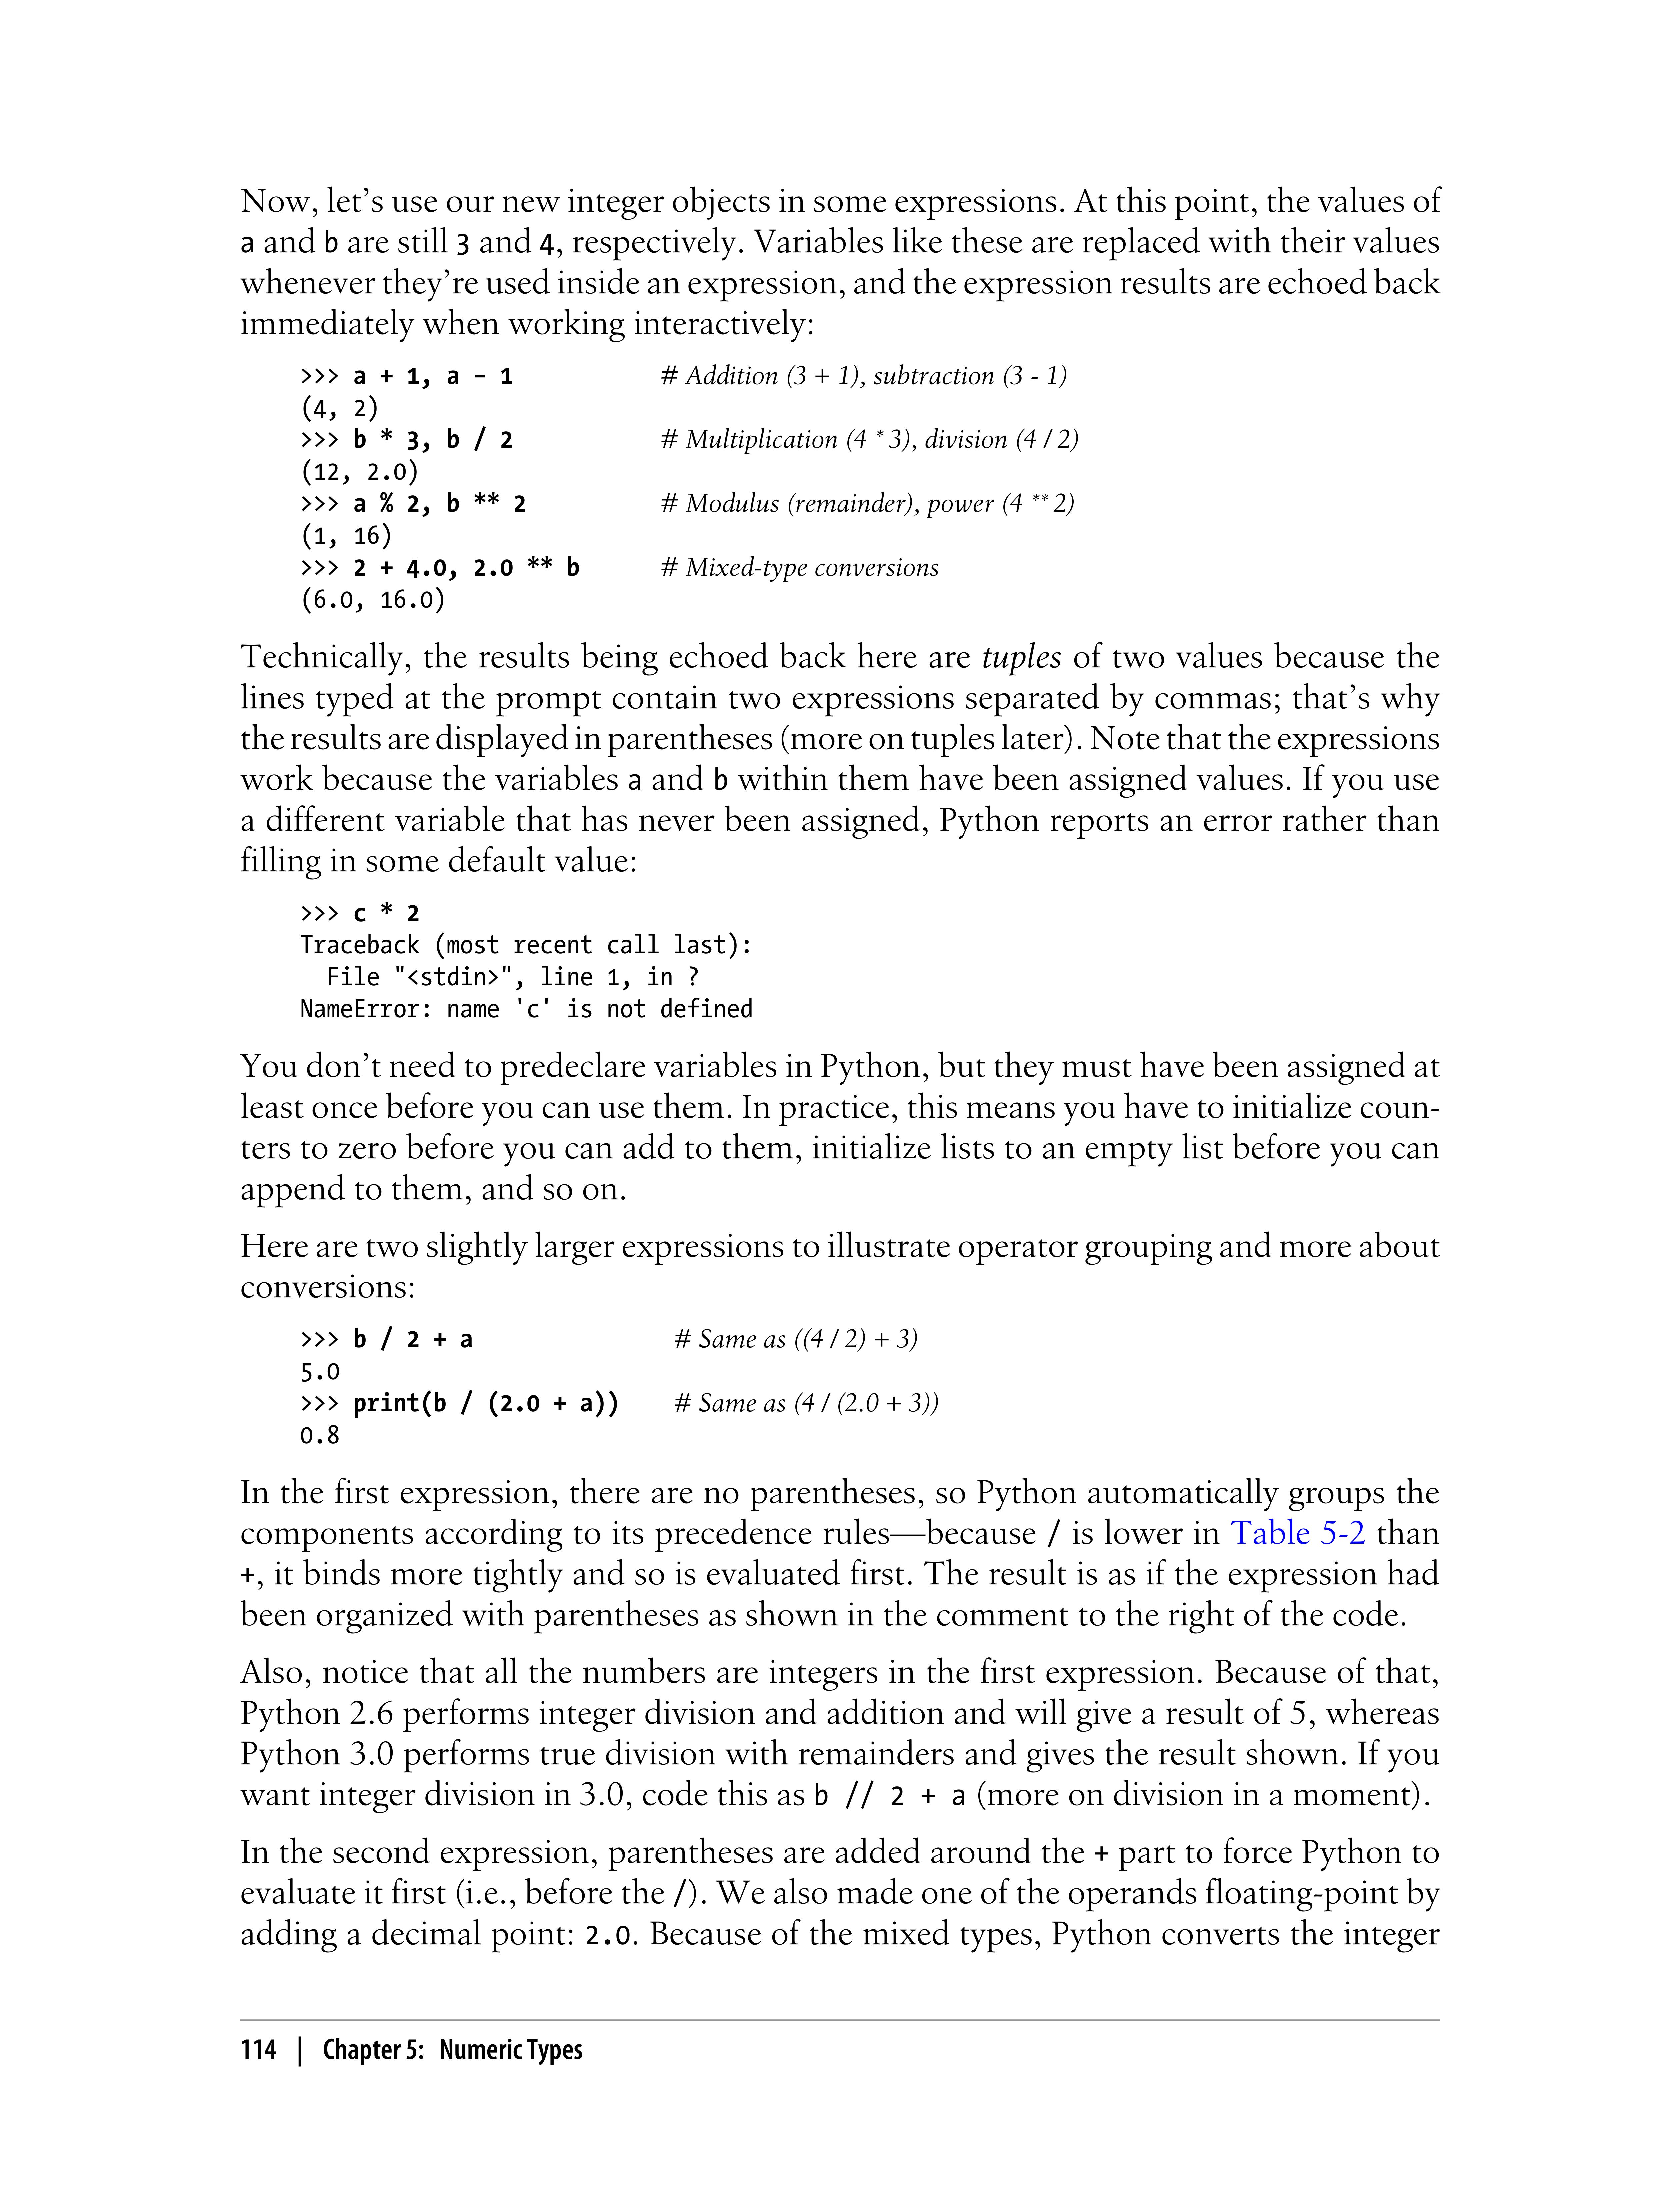 Now, let’s use our new integer objects in some expressions. At this point, the values of
a and b are still 3 and 4, respectively. Variables like these are replaced with their values
whenever they’re used inside an expression, and the expression results are echoed back
immediately when working interactively:
>>> a + 1, a - 1 # Addition (3 + 1), subtraction (3 - 1)
(4, 2)
>>> b * 3, b / 2 # Multiplication (4 * 3), division (4 / 2)
(12, 2.0)
>>> a % 2, b ** 2 # Modulus (remainder), power (4 ** 2)
(1, 16)
>>> 2 + 4.0, 2.0 ** b # Mixed-type conversions
(6.0, 16.0)
Technically, the results being echoed back here are tuples of two values because the
lines typed at the prompt contain two expressions separated by commas; that’s why
the results are displayed in parentheses (more on tuples later). Note that the expressions
work because the variables a and b within them have been assigned values. If you use
a different variable that has never been assigned, Python reports an error rather than
filling in some default value:
>>> c * 2
Traceback (most recent call last):
  File "<stdin>", line 1, in ?
NameError: name 'c' is not defined
You don’t need to predeclare variables in Python, but they must have been assigned at
least once before you can use them. In practice, this means you have to initialize coun-
ters to zero before you can add to them, initialize lists to an empty list before you can
append to them, and so on.
Here are two slightly larger expressions to illustrate operator grouping and more about
conversions:
>>> b / 2 + a # Same as ((4 / 2) + 3)
5.0
>>> print(b / (2.0 + a)) # Same as (4 / (2.0 + 3))
0.8
In the first expression, there are no parentheses, so Python automatically groups the
components according to its precedence rules—because / is lower in Table 5-2 than
+, it binds more tightly and so is evaluated first. The result is as if the expression had
been organized with parentheses as shown in the comment to the right of the code.
Also, notice that all the numbers are integers in the first expression. Because of that,
Python 2.6 performs integer division and addition and will give a result of 5, whereas
Python 3.0 performs true division with remainders and gives the result shown. If you
want integer division in 3.0, code this as b // 2 + a (more on division in a moment).
In the second expression, parentheses are added around the + part to force Python to
evaluate it first (i.e., before the /). We also made one of the operands floating-point by
adding a decimal point: 2.0. Because of the mixed types, Python converts the integer
114 | Chapter 5: Numeric Types